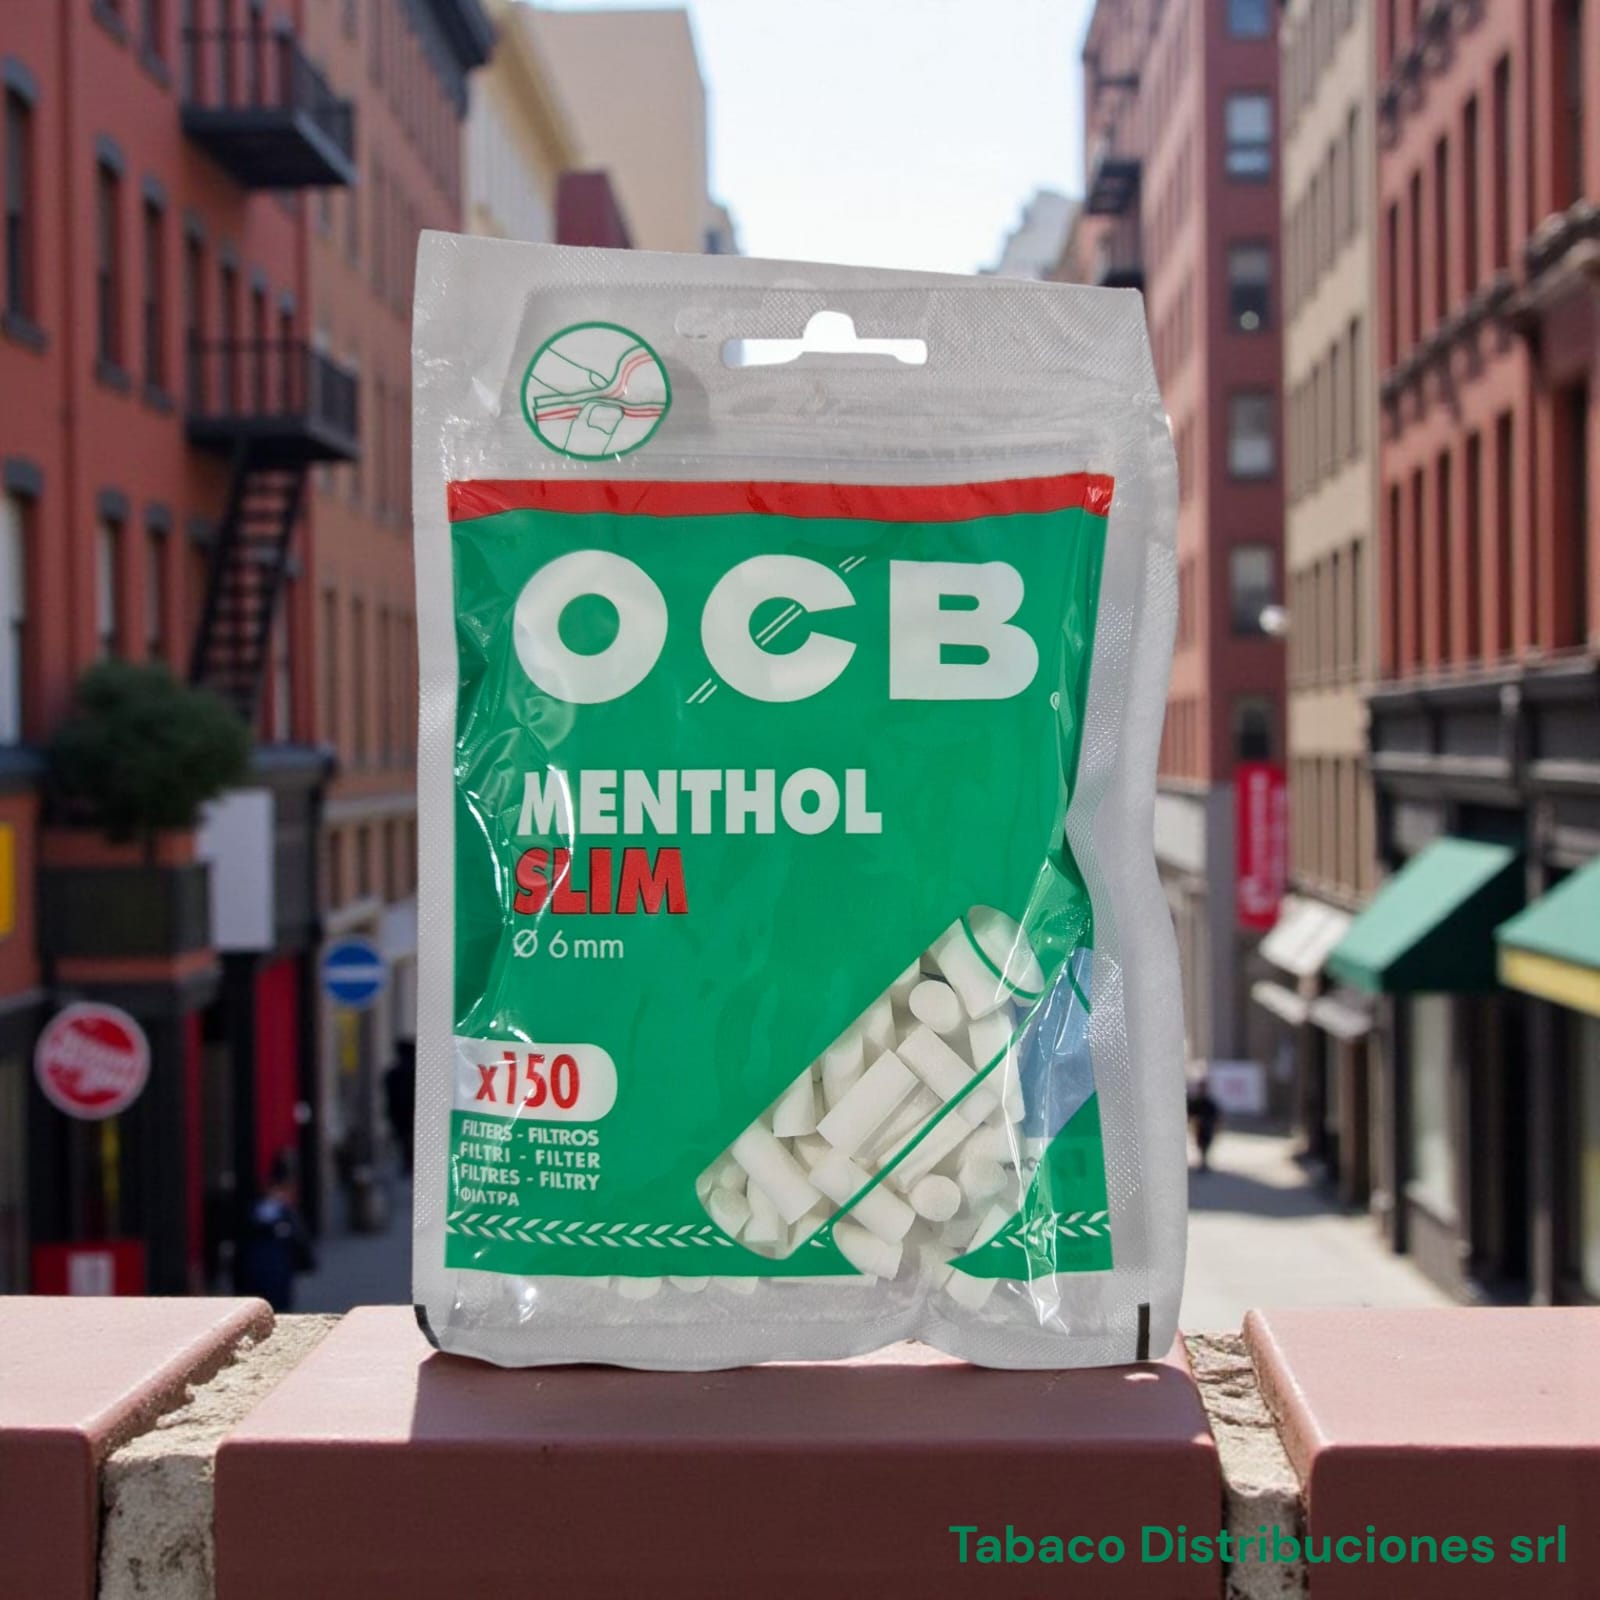 OCB
MENTHOL
SLIM
Ø 6mm
x150
FILTERS - FILTROS
FILTRI - FILTER
FILTRES - FILTRY
ΦΙΛΤΡΑ
Tabaco Distribuciones srl